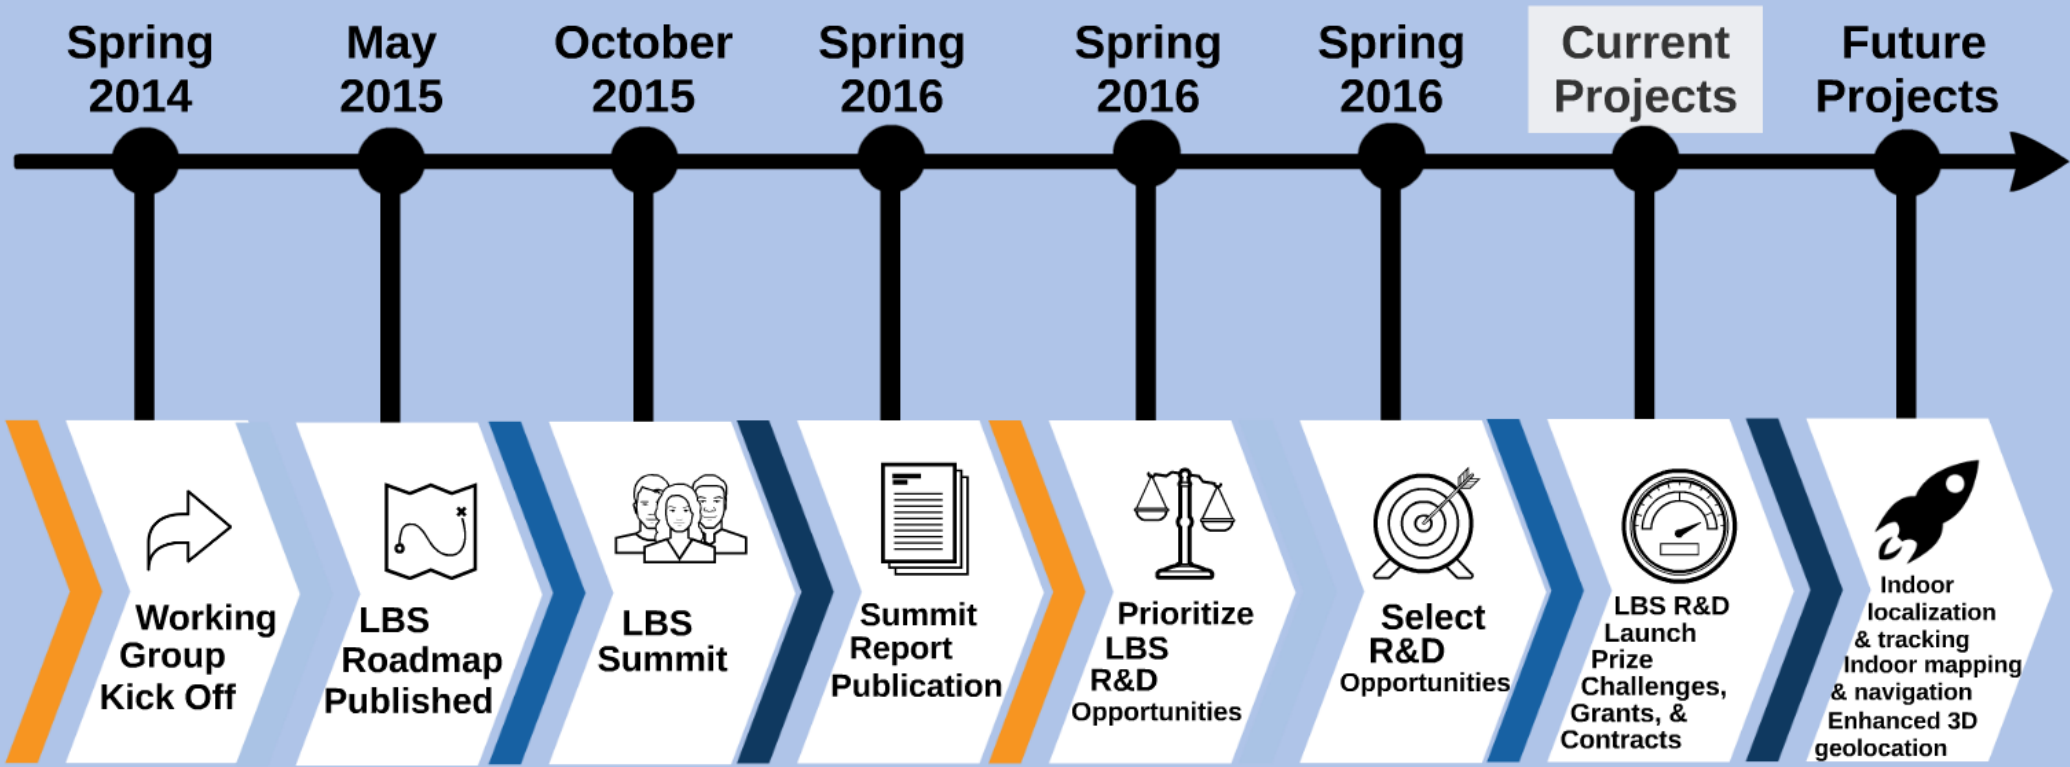 Spring
2014
May
2015
October
2015
Spring
2016
Spring
2016
Spring
2016
Current
Projects
Future
Projects
Working
Group
Kick Off
LBS
Roadmap
Published
LBS
Summit
Summit
Report
Publication
Prioritize
LBS
R&D
Opportunities
Select
R&D
Opportunities
LBS R&D
Launch
Prize
Challenges,
Grants, &
Contracts
Indoor
localization
& tracking
Indoor mapping
& navigation
Enhanced 3D
geolocation